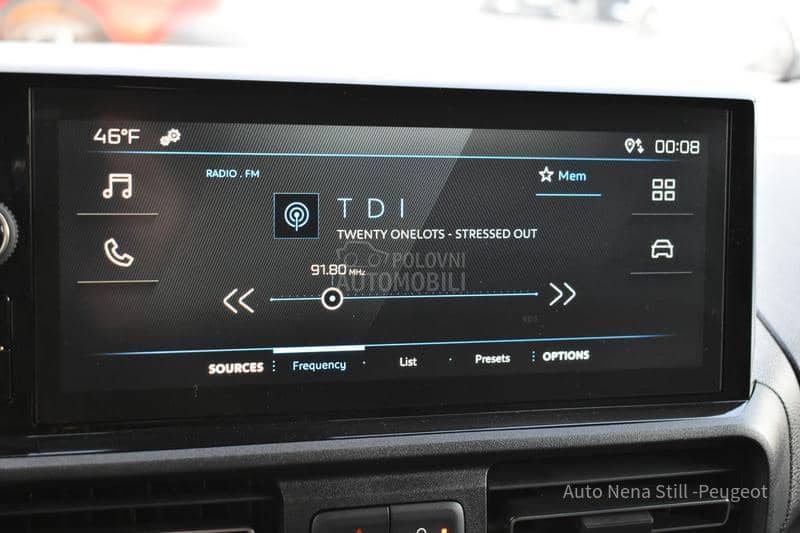 46°F
00:08
RADIO . FM
Mem
TDI
TWENTY ONELOTS - STRESSED OUT
POLOVNI
AUTOMOBILI
91.80 MHz
SOURCES
Frequency
List
Presets
OPTIONS
Auto Nena Still -Peugeot